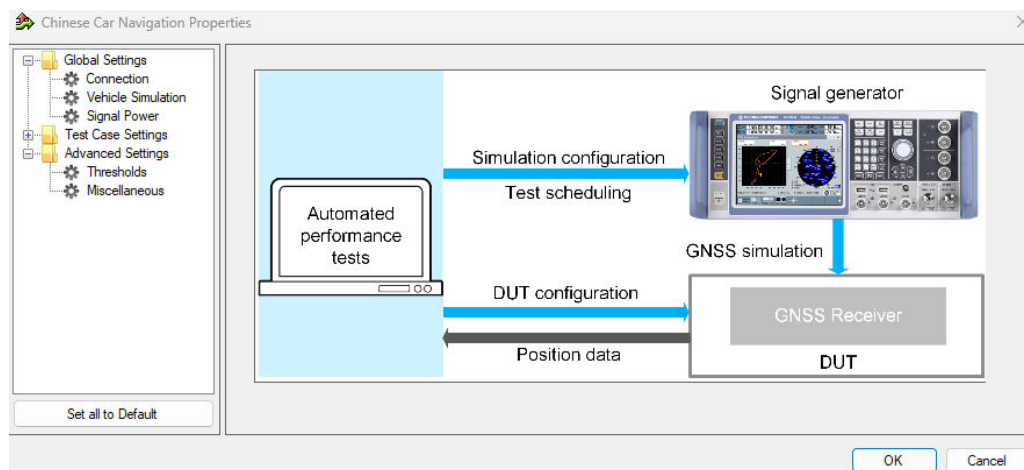 Chinese Car Navigation Properties
Global Settings
Connection
Vehicle Simulation
Signal Power
Test Case Settings
Advanced Settings
Thresholds
Miscellaneous
Set all to Default
Signal generator
Simulation configuration
Test scheduling
Automated
performance
tests
GNSS simulation
DUT configuration
GNSS Receiver
Position data
DUT
OK
Cancel